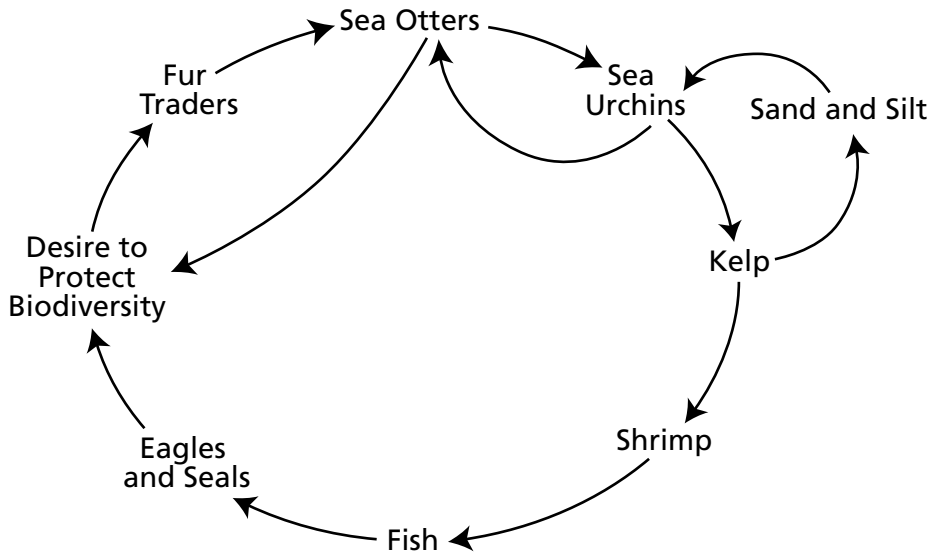 Sea Otters
Fur
Traders
Sea
Urchins
Sand and Silt
Desire to
Protect
Biodiversity
Kelp
Shrimp
Eagles
and Seals
Fish